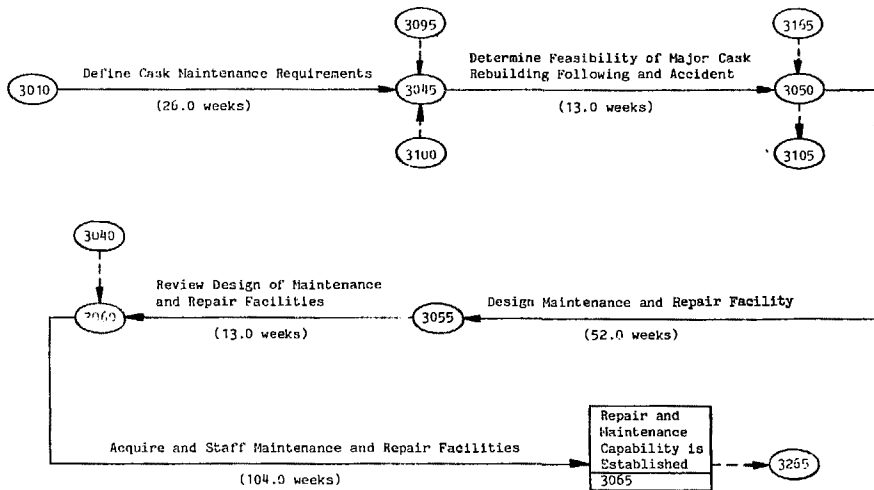 3095
3165
Define Cask Maintenance Requirements
Determine Feasibility of Major Cask
Rebuilding Following and Accident
3010
3045
3050
(26.0 weeks)
(13.0 weeks)
3100
3105
3040
Review Design of Maintenance
and Repair Facilities
Design Maintenance and Repair Facility
3060
3055
(13.0 weeks)
(52.0 weeks)
Repair and
Maintenance
Capability is
Established
3065
Acquire and Staff Maintenance and Repair Facilities
(104.0 weeks)
3265